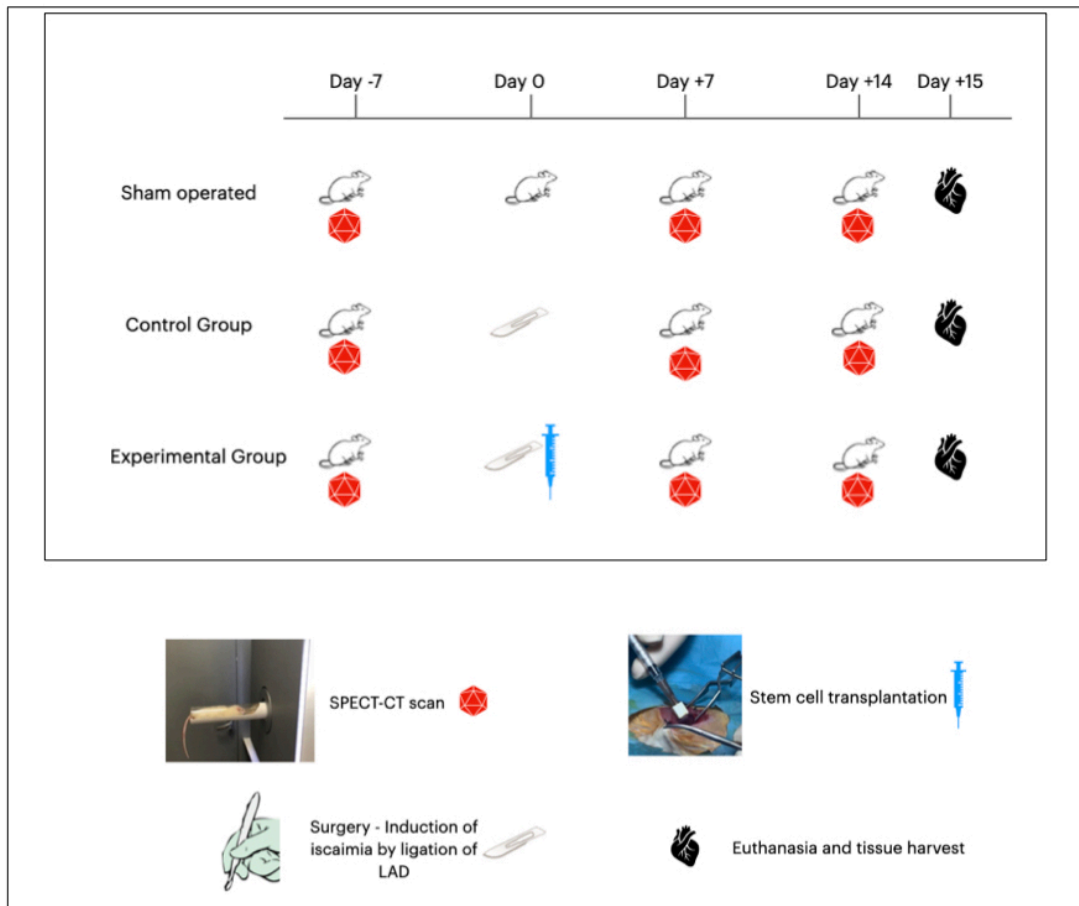 Day -7
Day 0
Day +7
Day +14
Day +15
Sham operated
Control Group
Experimental Group
SPECT-CT scan
Stem cell transplantation
Surgery - Induction of
iscaimia by ligation of
LAD
Euthanasia and tissue harvest